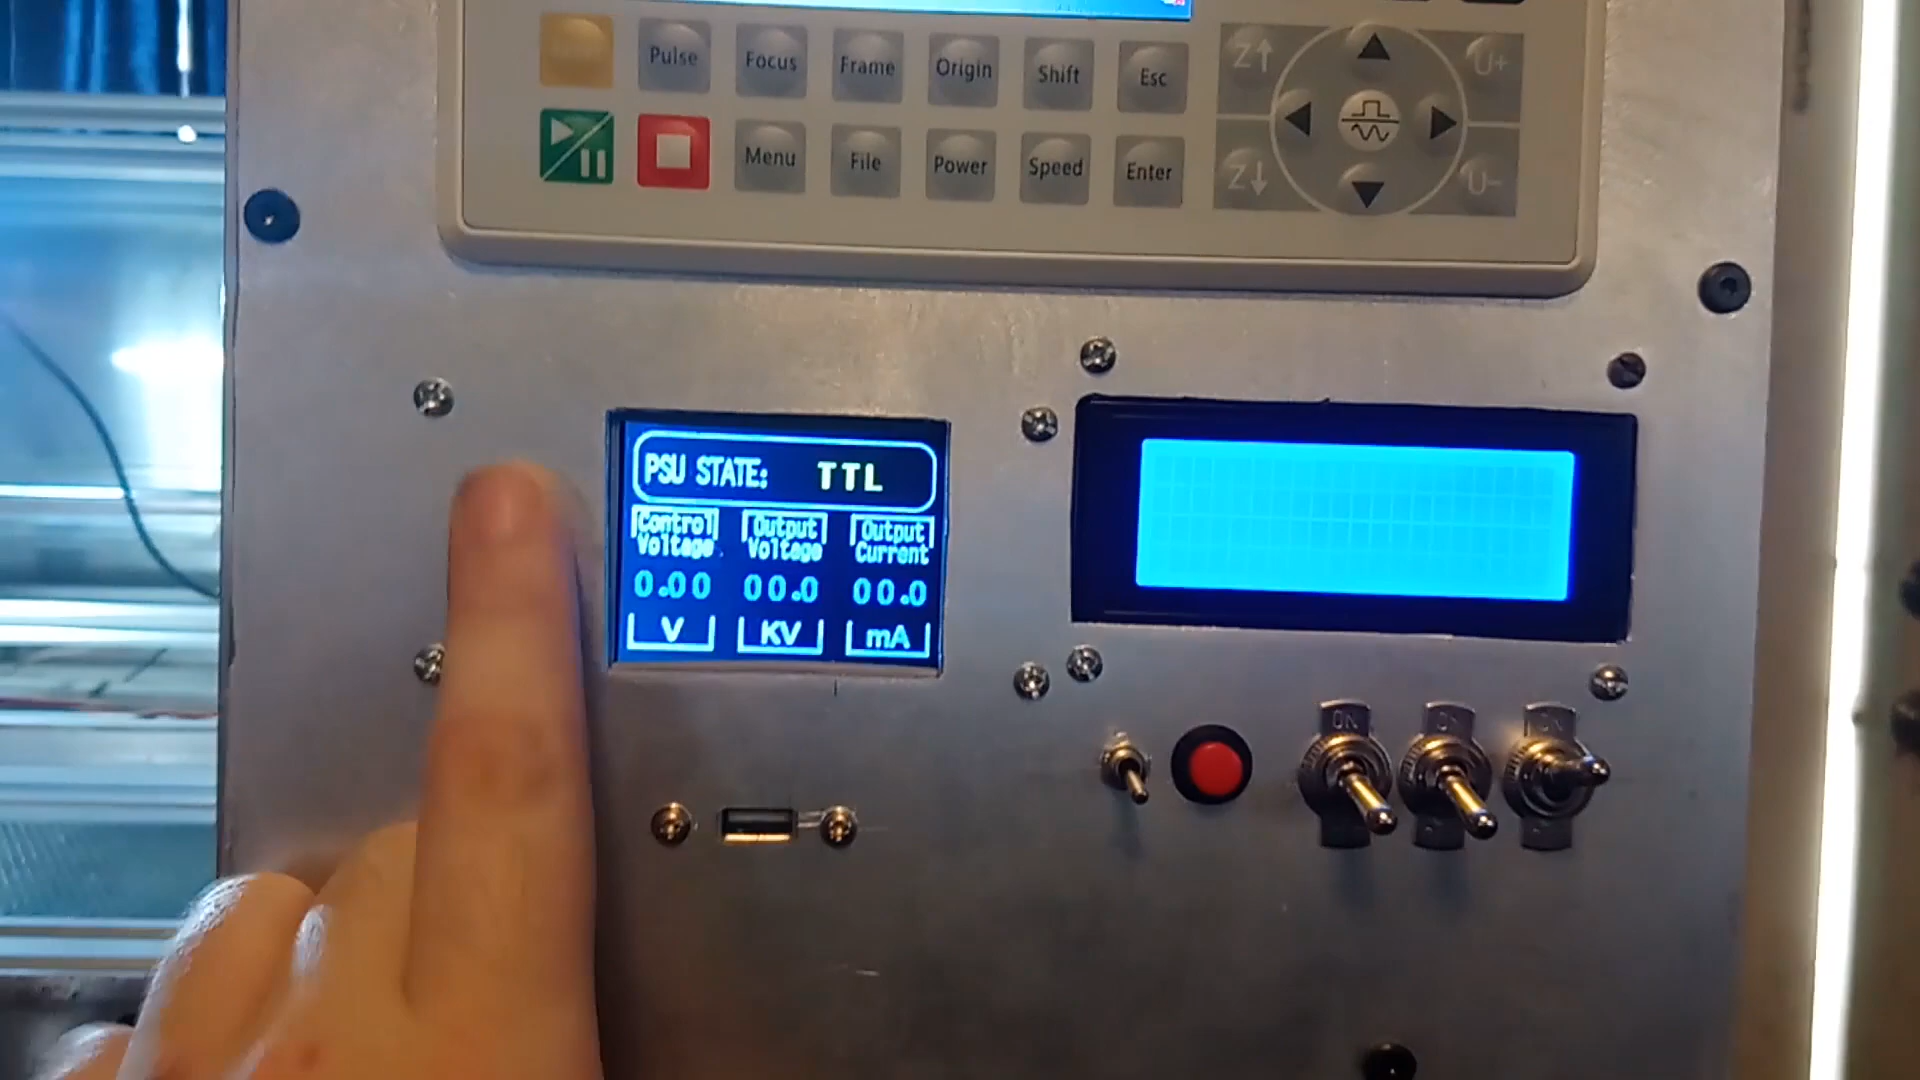 Pulse Focus Frame Origin Shift Esc
Z↑ U+
Menu File Power Speed Enter
Z↓ U-
PSU STATE: TTL
Control Voltage
Output Voltage
Output Current
0.00 00.0 00.0
V KV mA
ON ON ON